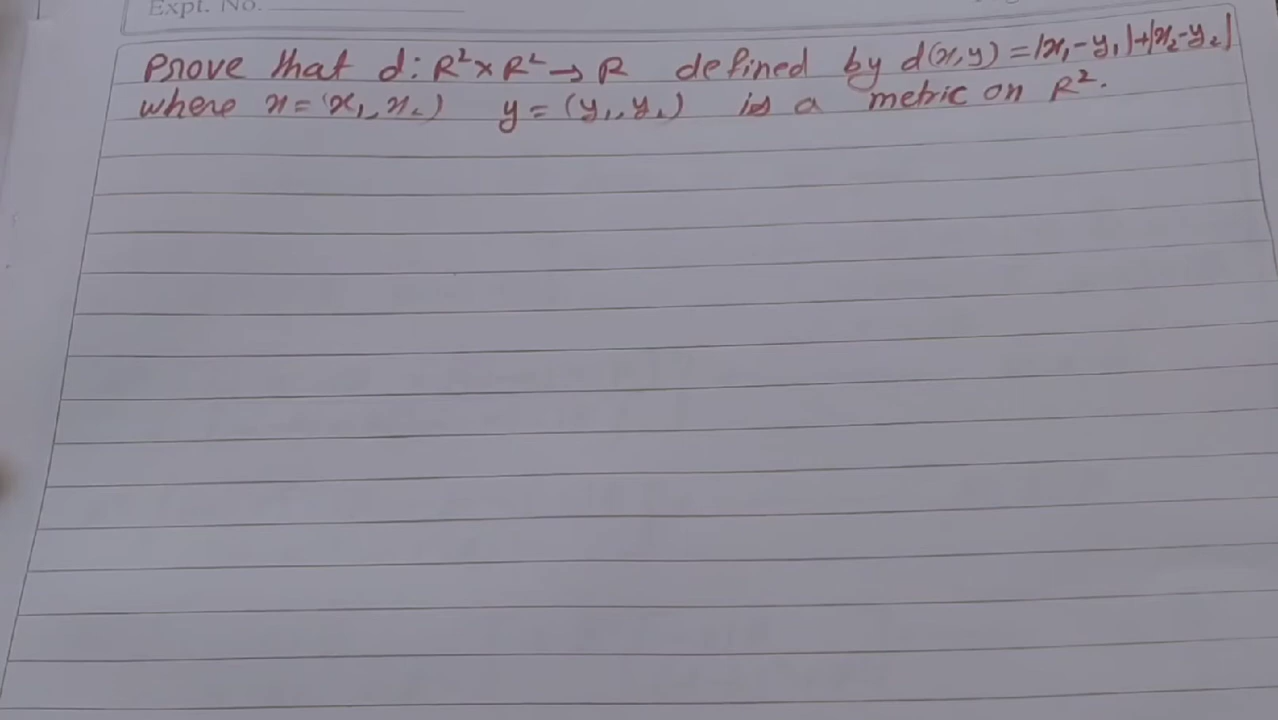 Expt. No.
Prove that d: R² x R² → R defined by d(x,y) = |x₁-y₁|+|x₂-y₂|
where x = (x₁, x₂) y = (y₁, y₂) is a metric on R².